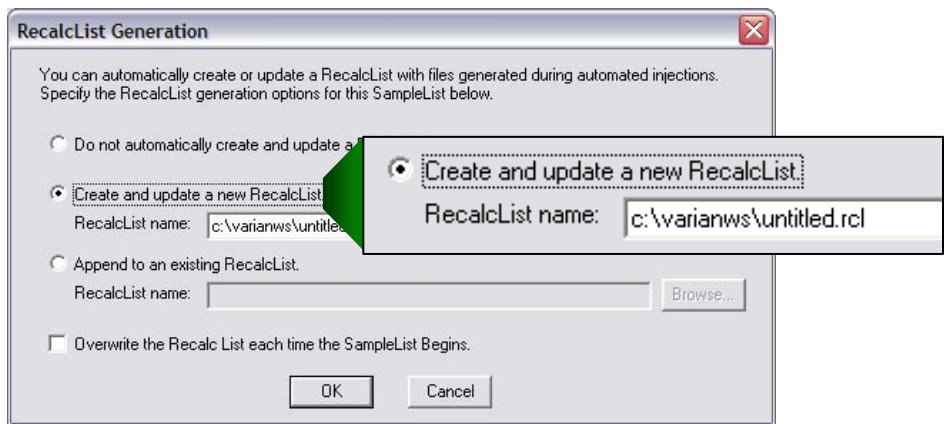 RecalcList Generation
You can automatically create or update a RecalcList with files generated during automated injections.
Specify the RecalcList generation options for this SampleList below.
Do not automatically create and update a
Create and update a new RecalcList.
RecalcList name: c:\varianws\untitled
Create and update a new RecalcList.
RecalcList name: c:\varianws\untitled.rcl
Append to an existing RecalcList.
RecalcList name: Browse...
Overwrite the Recalc List each time the SampleList Begins.
OK Cancel